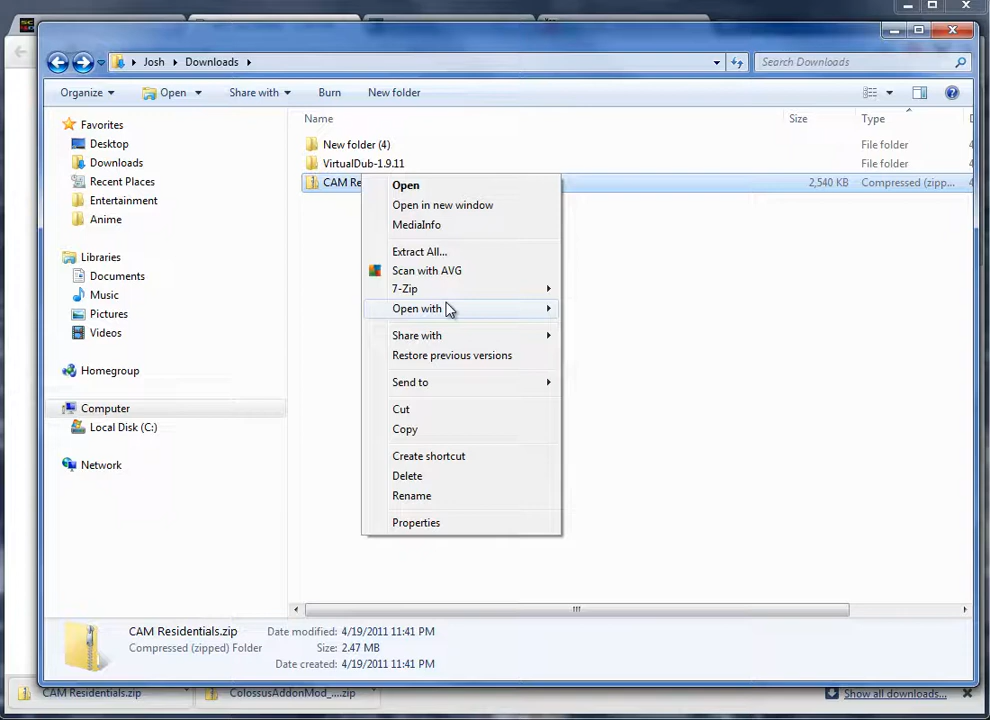 Josh Downloads
Search Downloads
Organize Open Share with Burn New folder
Name Size Type
Favorites
Desktop
Downloads
Recent Places
Entertainment
Anime
Libraries
Documents
Music
Pictures
Videos
Homegroup
Computer
Local Disk (C:)
Network
New folder (4) File folder
VirtualDub-1.9.11 File folder
CAM Re 2,540 KB Compressed (zipp...
Open
Open in new window
MediaInfo
Extract All...
Scan with AVG
7-Zip
Open with
Share with
Restore previous versions
Send to
Cut
Copy
Create shortcut
Delete
Rename
Properties
CAM Residentials.zip Date modified: 4/19/2011 11:41 PM
Compressed (zipped) Folder Size: 2.47 MB
Date created: 4/19/2011 11:41 PM
CAM Residentials.zip ColossusAddonMod_....zip Show all downloads...